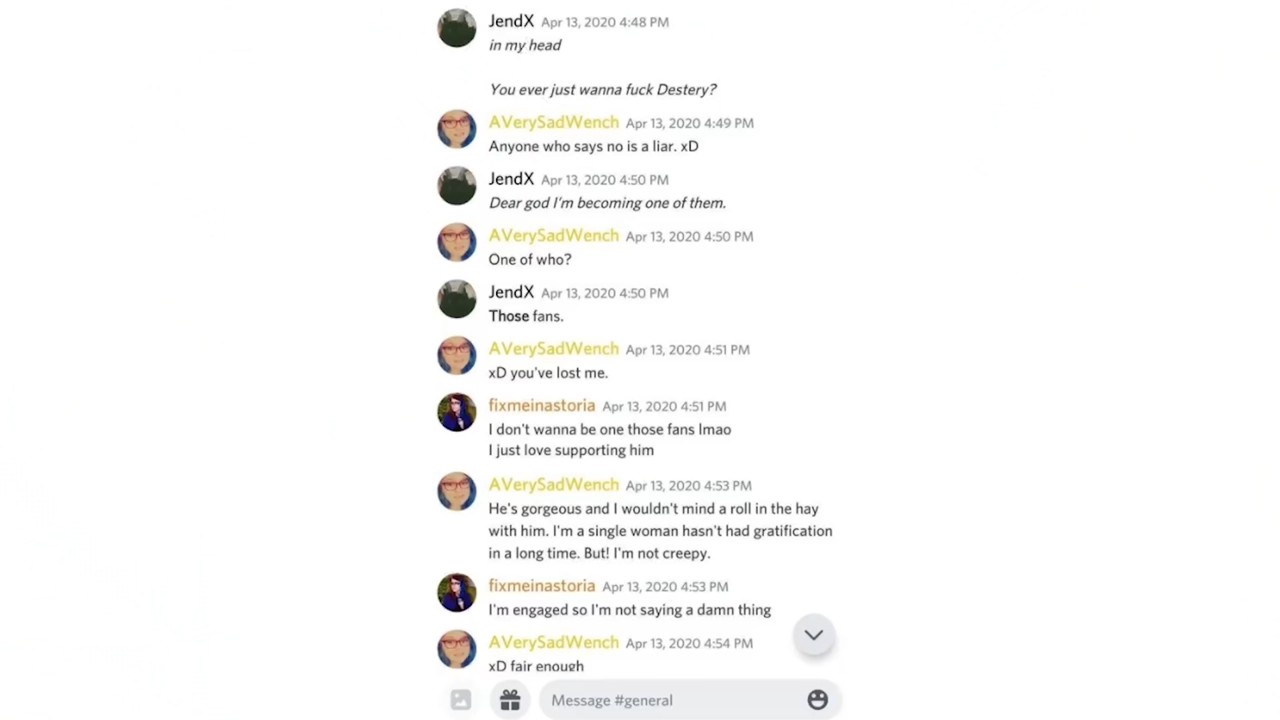 JendX Apr 13, 2020 4:48 PM
in my head
You ever just wanna fuck Destery?
AVerySadWench Apr 13, 2020 4:49 PM
Anyone who says no is a liar. xD
JendX Apr 13, 2020 4:50 PM
Dear god I'm becoming one of them.
AVerySadWench Apr 13, 2020 4:50 PM
One of who?
JendX Apr 13, 2020 4:50 PM
Those fans.
AVerySadWench Apr 13, 2020 4:51 PM
xD you've lost me.
fixmeinastoria Apr 13, 2020 4:51 PM
I don't wanna be one those fans lmao
I just love supporting him
AVerySadWench Apr 13, 2020 4:53 PM
He's gorgeous and I wouldn't mind a roll in the hay
with him. I'm a single woman hasn't had gratification
in a long time. But! I'm not creepy.
fixmeinastoria Apr 13, 2020 4:53 PM
I'm engaged so I'm not saying a damn thing
AVerySadWench Apr 13, 2020 4:54 PM
xD fair enough
Message #general